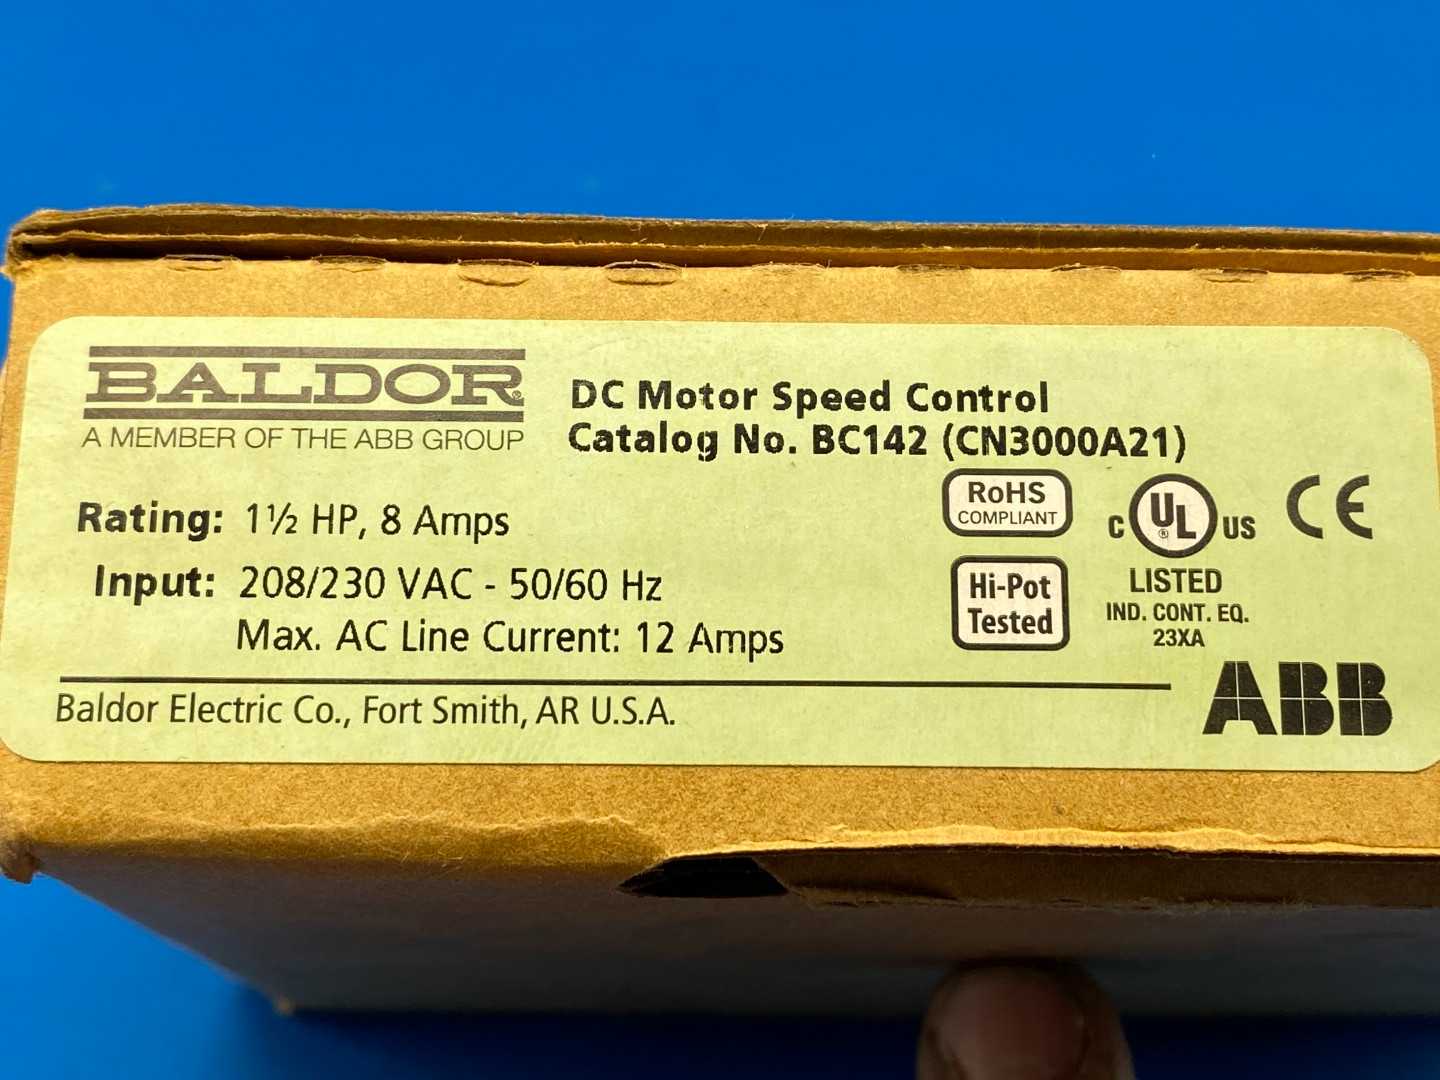 BALDOR®
A MEMBER OF THE ABB GROUP
DC Motor Speed Control
Catalog No. BC142 (CN3000A21)
Rating: 1½ HP, 8 Amps
Input: 208/230 VAC - 50/60 Hz
Max. AC Line Current: 12 Amps
RoHS
COMPLIANT
Hi-Pot
Tested
C UL® US
LISTED
IND. CONT. EQ.
23XA
CE
Baldor Electric Co., Fort Smith, AR U.S.A.
ABB